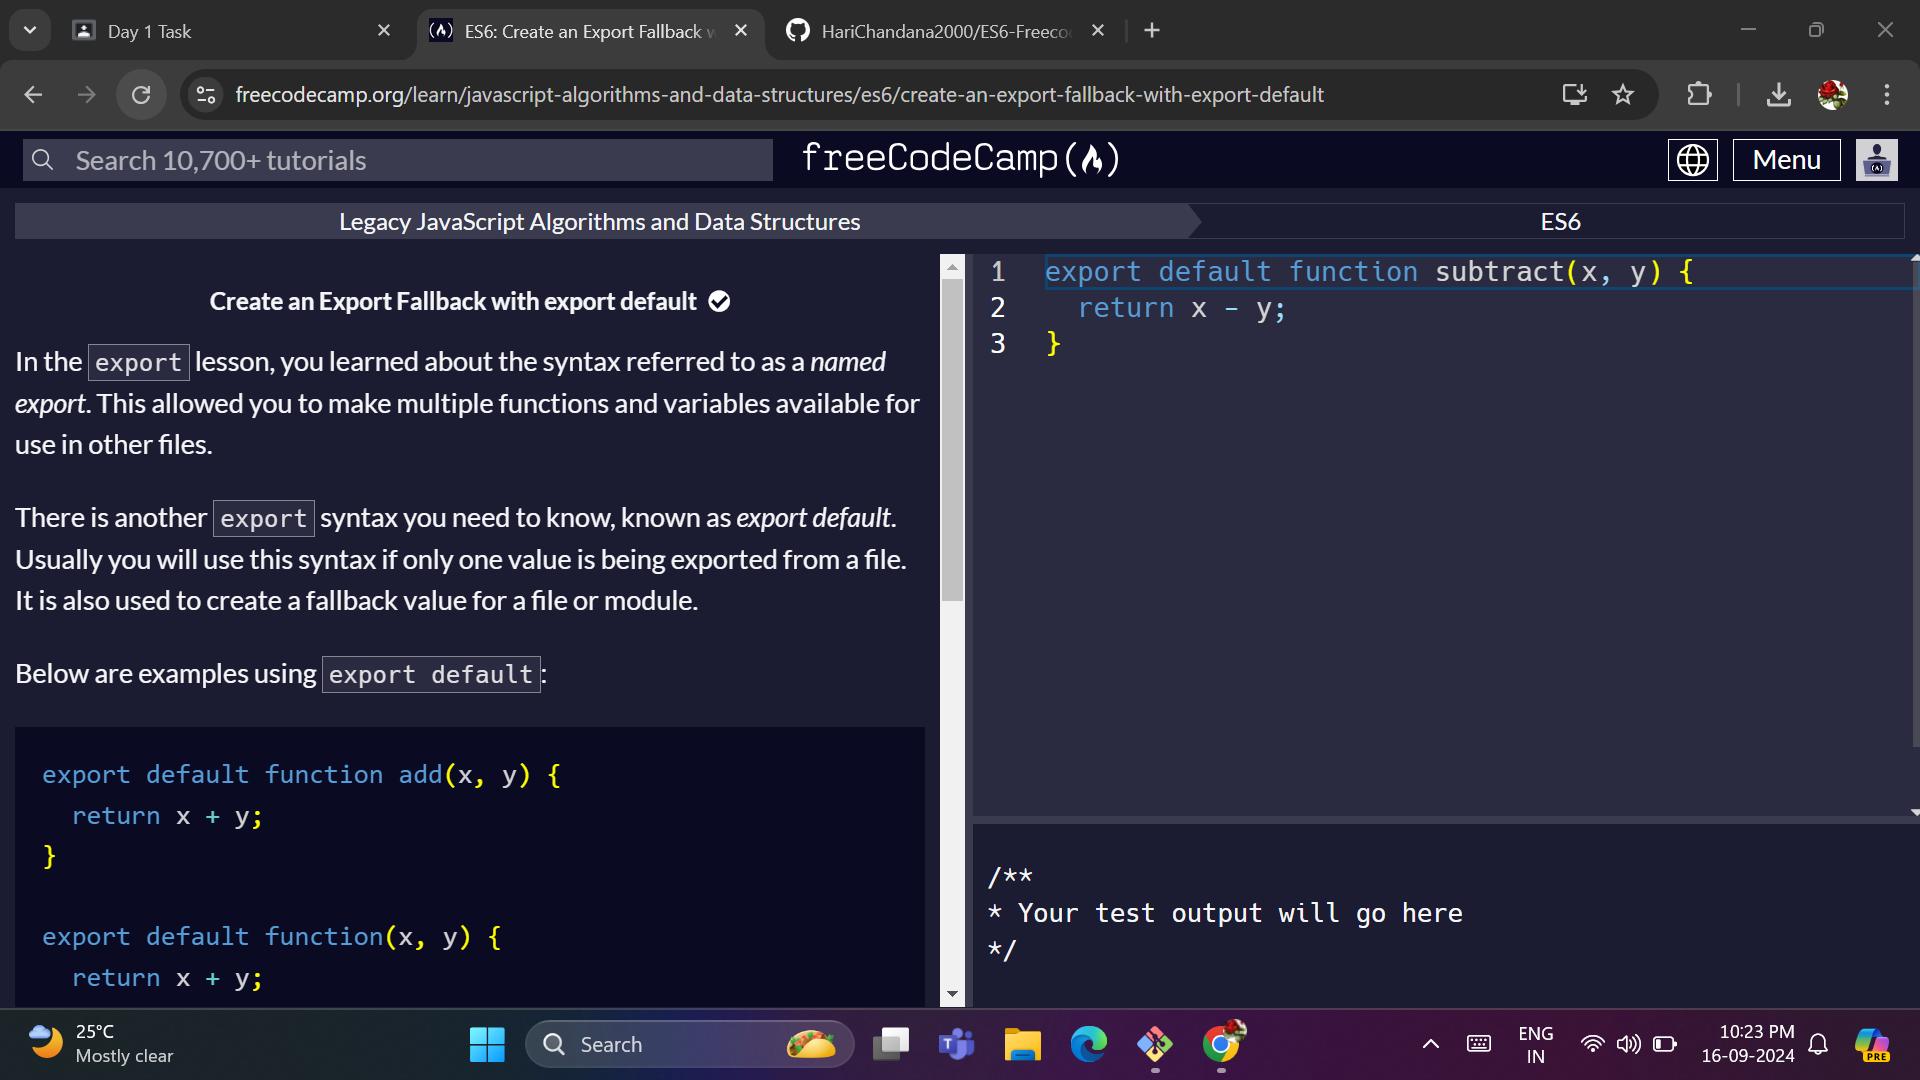 Day 1 Task
ES6: Create an Export Fallback w
HariChandana2000/ES6-Freeco
freecodecamp.org/learn/javascript-algorithms-and-data-structures/es6/create-an-export-fallback-with-export-default
Search 10,700+ tutorials
freeCodeCamp(🔥)
Menu
Legacy JavaScript Algorithms and Data Structures
ES6
Create an Export Fallback with export default
In the export lesson, you learned about the syntax referred to as a named
export. This allowed you to make multiple functions and variables available for
use in other files.
There is another export syntax you need to know, known as export default.
Usually you will use this syntax if only one value is being exported from a file.
It is also used to create a fallback value for a file or module.
Below are examples using export default:
export default function add(x, y) {
  return x + y;
}
export default function(x, y) {
  return x + y;
1 export default function subtract(x, y) {
2   return x - y;
3 }
/**
* Your test output will go here
*/
25°C
Mostly clear
Search
ENG
IN
10:23 PM
16-09-2024
PRE